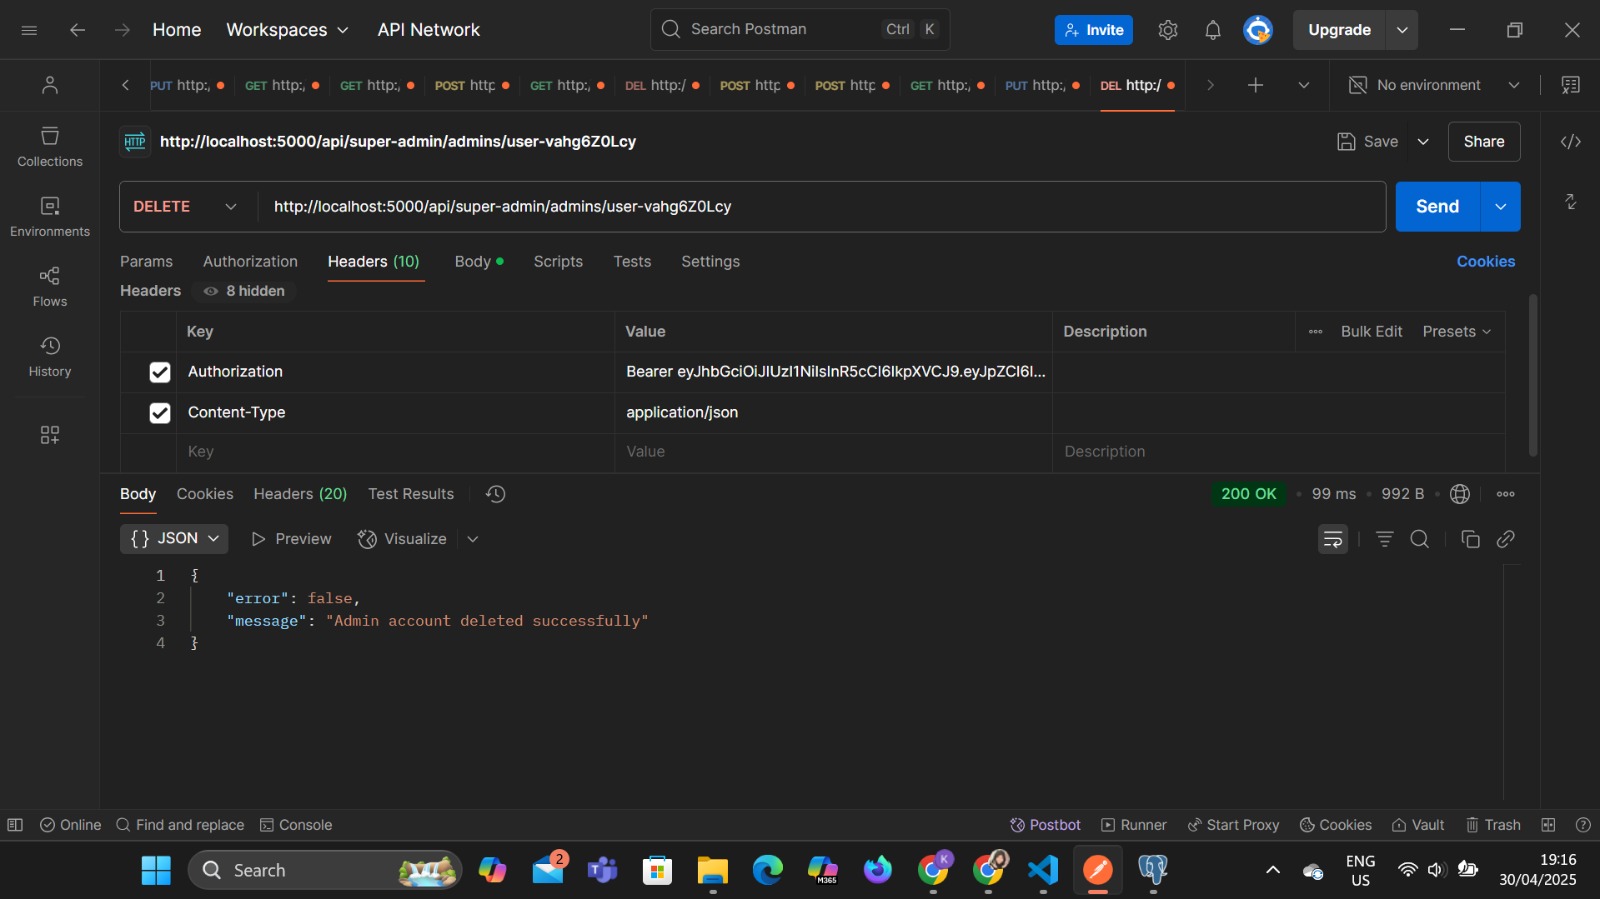 Home
Workspaces
API Network
Search Postman
Ctrl K
Invite
Upgrade
PUT http:/
GET http:/
GET http:/
POST http
GET http:/
DEL http:/
POST http
POST http
GET http:/
PUT http:/
DEL http:/
No environment
Collections
Environments
Flows
History
HTTP
http://localhost:5000/api/super-admin/admins/user-vahg6Z0Lcy
Save
Share
DELETE
http://localhost:5000/api/super-admin/admins/user-vahg6Z0Lcy
Send
Params
Authorization
Headers (10)
Body
Scripts
Tests
Settings
Cookies
Headers
8 hidden
Key
Value
Description
Bulk Edit
Presets
Authorization
Bearer eyJhbGciOiJIUzI1NiIsInR5cCI6IkpXVCJ9.eyJpZCI6I...
Content-Type
application/json
Key
Value
Description
Body
Cookies
Headers (20)
Test Results
200 OK
99 ms
992 B
{} JSON
Preview
Visualize
1 {
2 "error": false,
3 "message": "Admin account deleted successfully"
4 }
Online
Find and replace
Console
Postbot
Runner
Start Proxy
Cookies
Vault
Trash
Search
2
M365
K
ENG
US
19:16
30/04/2025